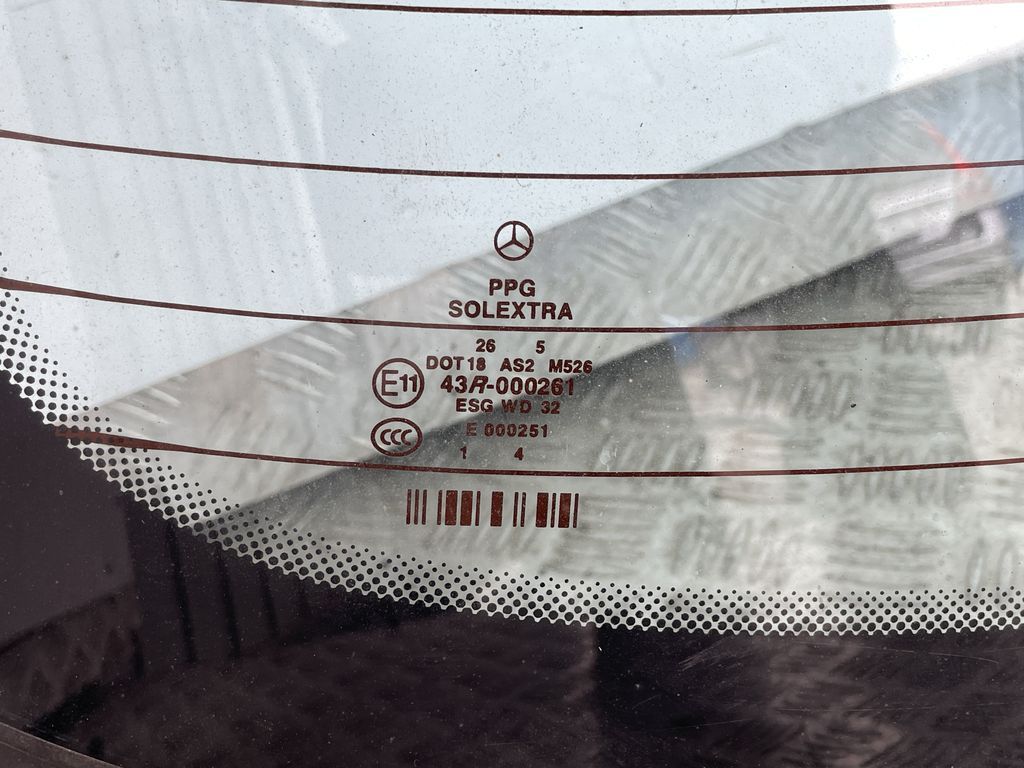 PPG
SOLEXTRA
26 5
DOT18 AS2 M526
E11 43R-000261
ESG WD 32
CCC E 000251
1 4